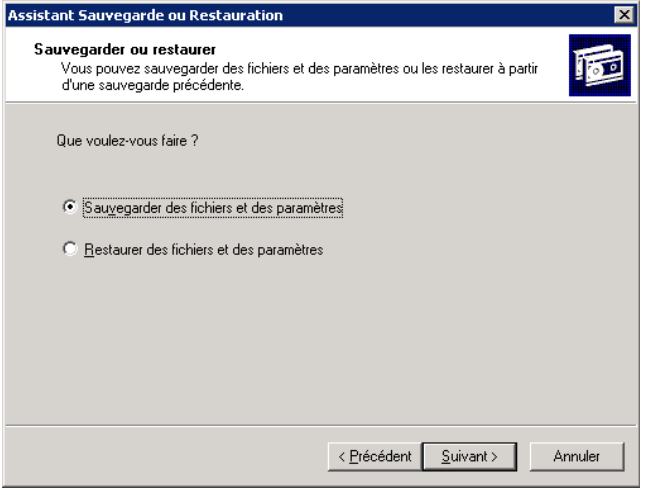 Assistant Sauvegarde ou Restauration
Sauvegarder ou restaurer
Vous pouvez sauvegarder des fichiers et des paramètres ou les restaurer à partir
d'une sauvegarde précédente.
Que voulez-vous faire ?
Sauvegarder des fichiers et des paramètres
Restaurer des fichiers et des paramètres
< Précédent
Suivant >
Annuler